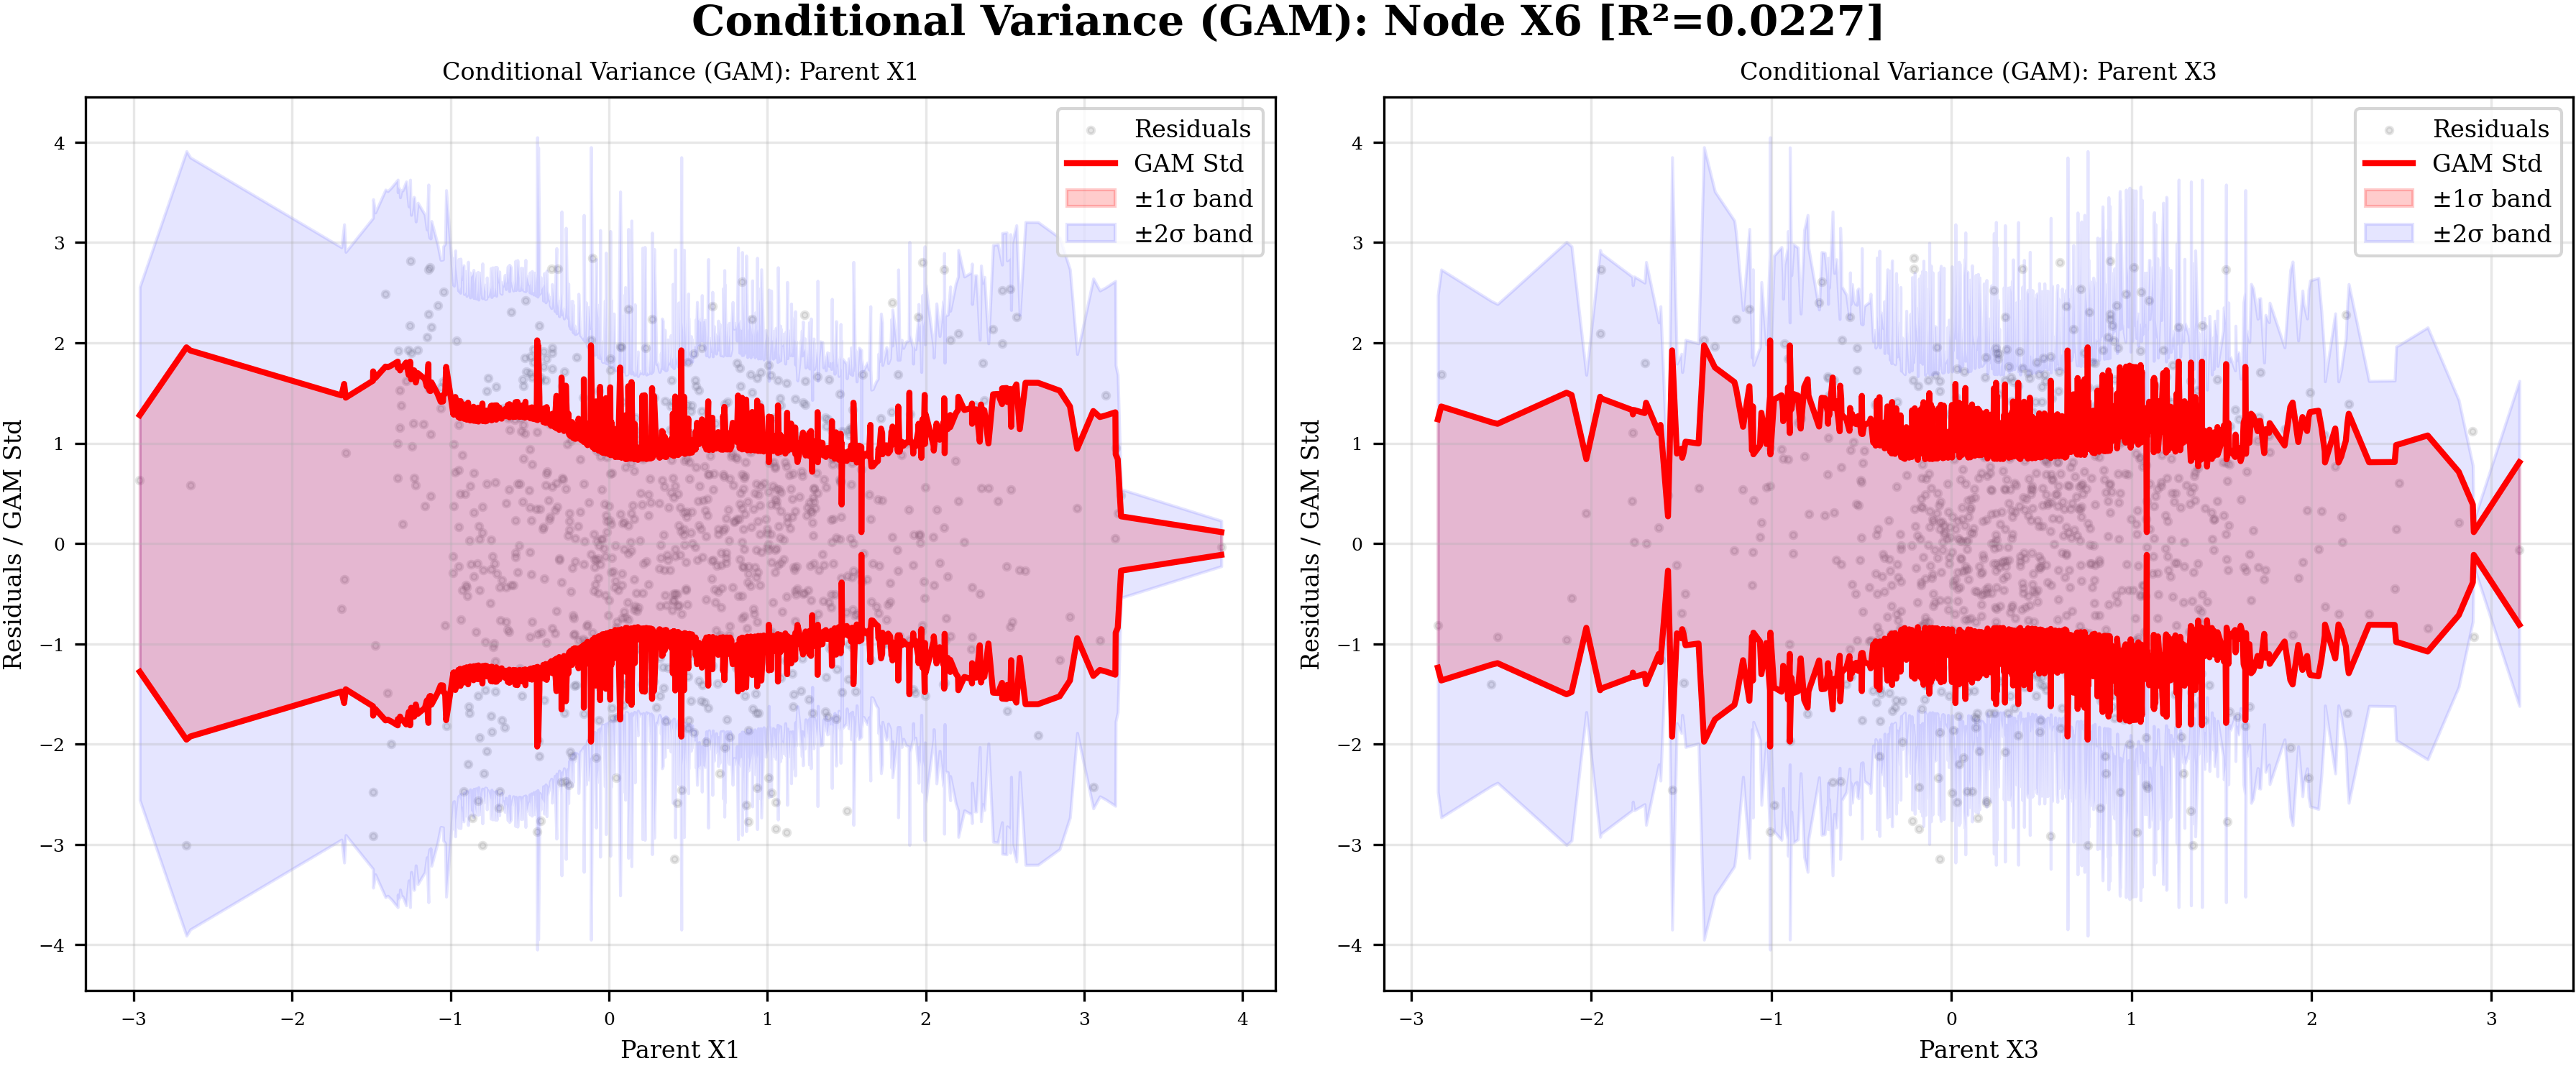 Conditional Variance (GAM): Node X6 [R²=0.0227]
Conditional Variance (GAM): Parent X1
Residuals / GAM Std
4
3
2
1
0
−1
−2
−3
−4
Residuals
GAM Std
±1σ band
±2σ band
−3 −2 −1 0 1 2 3 4
Parent X1
Conditional Variance (GAM): Parent X3
Residuals / GAM Std
4
3
2
1
0
−1
−2
−3
−4
Residuals
GAM Std
±1σ band
±2σ band
−3 −2 −1 0 1 2 3
Parent X3